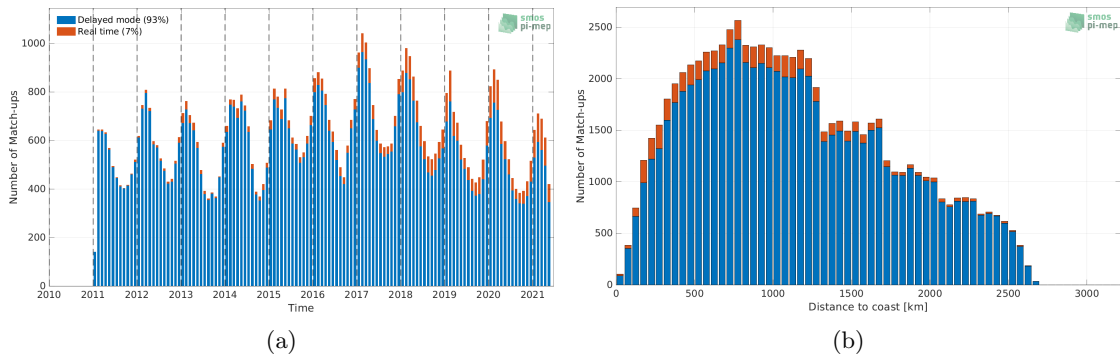 Delayed mode (93%)
Real time (7%)
smos
pi-mep
Number of Match-ups
1000
800
600
400
200
0
2010 2011 2012 2013 2014 2015 2016 2017 2018 2019 2020 2021
Time
(a)
smos
pi-mep
Number of Match-ups
2500
2000
1500
1000
500
0
0 500 1000 1500 2000 2500 3000
Distance to coast [km]
(b)